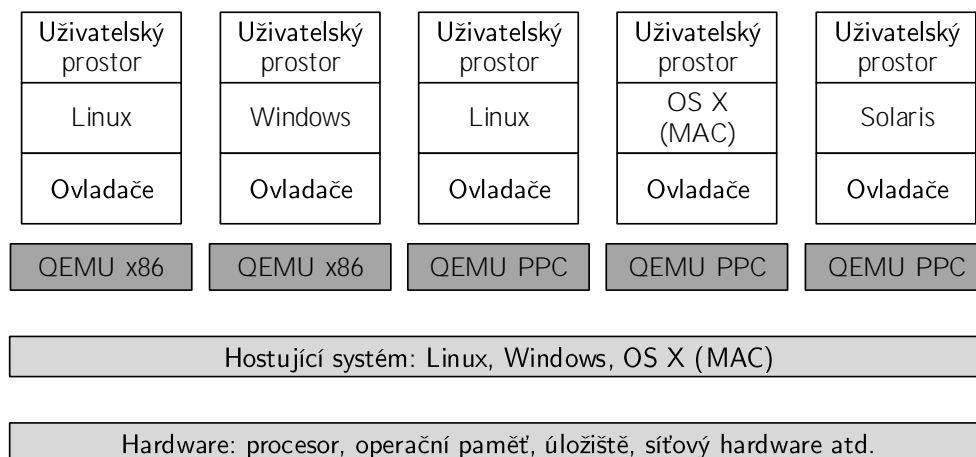 Uživatelský
prostor
Linux
Ovladače
QEMU x86
Uživatelský
prostor
Windows
Ovladače
QEMU x86
Uživatelský
prostor
Linux
Ovladače
QEMU PPC
Uživatelský
prostor
OS X
(MAC)
Ovladače
QEMU PPC
Uživatelský
prostor
Solaris
Ovladače
QEMU PPC
Hostující systém: Linux, Windows, OS X (MAC)
Hardware: procesor, operační paměť, úložiště, síťový hardware atd.